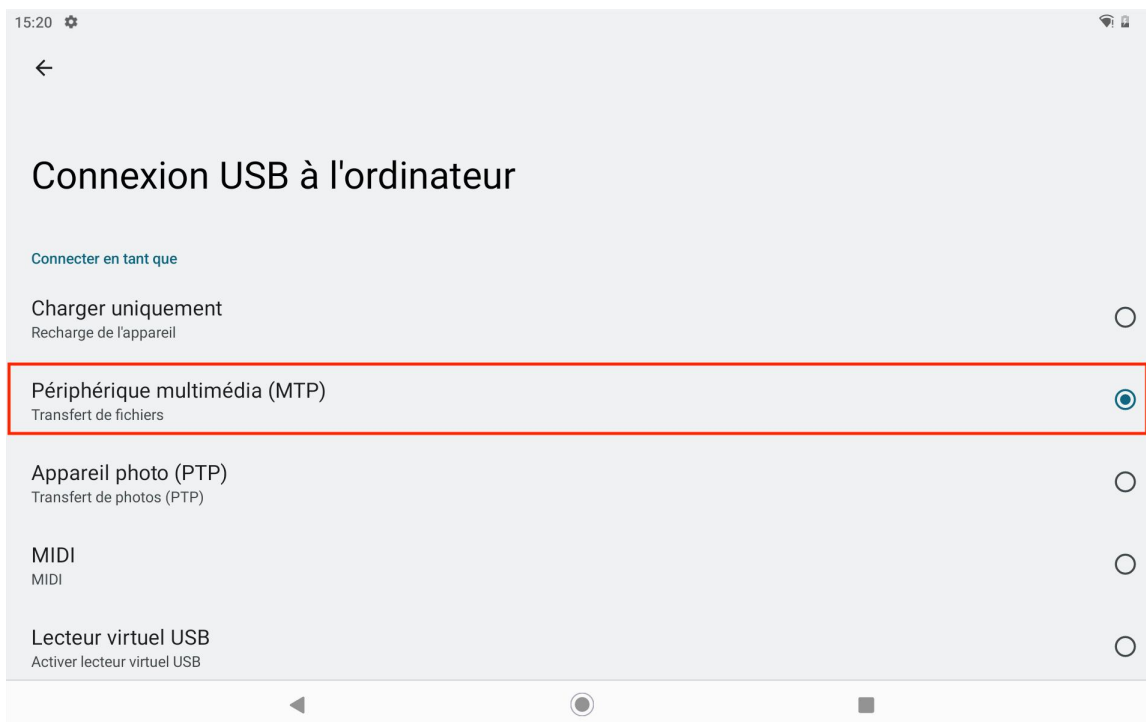 15:20
Connexion USB à l'ordinateur
Connecter en tant que
Charger uniquement
Recharge de l'appareil
Périphérique multimédia (MTP)
Transfert de fichiers
Appareil photo (PTP)
Transfert de photos (PTP)
MIDI
MIDI
Lecteur virtuel USB
Activer lecteur virtuel USB